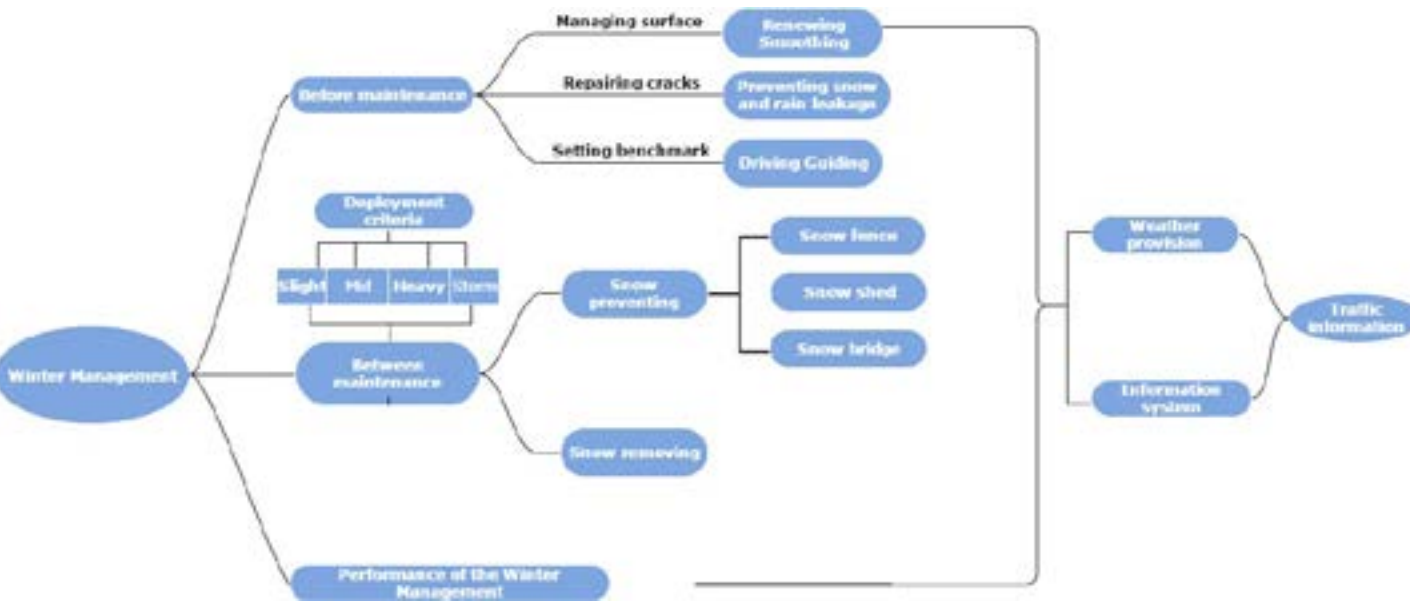 Managing surface
Renewing
Smoothing
Before maintenance
Repairing cracks
Preventing snow
and rain leakage
Setting benchmark
Driving Guiding
Deployment
criteria
Slight
Mid
Heavy
Storm
Snow
preventing
Snow fence
Snow shed
Snow bridge
Weather
provision
Traffic
information
Winter Management
Between
maintenance
Information
system
Snow removing
Performance of the Winter
Management